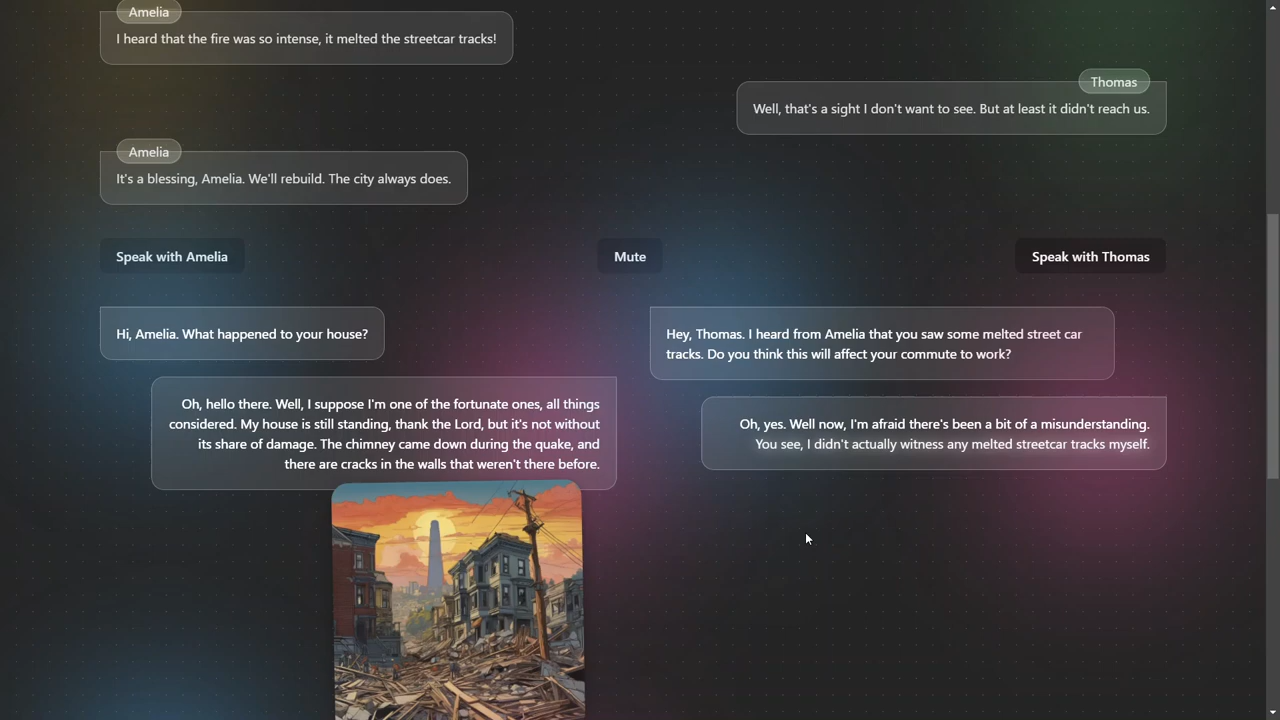 Amelia
I heard that the fire was so intense, it melted the streetcar tracks!
Thomas
Well, that's a sight I don't want to see. But at least it didn't reach us.
Amelia
It's a blessing, Amelia. We'll rebuild. The city always does.
Speak with Amelia
Mute
Speak with Thomas
Hi, Amelia. What happened to your house?
Oh, hello there. Well, I suppose I'm one of the fortunate ones, all things
considered. My house is still standing, thank the Lord, but it's not without
its share of damage. The chimney came down during the quake, and
there are cracks in the walls that weren't there before.
Hey, Thomas. I heard from Amelia that you saw some melted street car
tracks. Do you think this will affect your commute to work?
Oh, yes. Well now, I'm afraid there's been a bit of a misunderstanding.
You see, I didn't actually witness any melted streetcar tracks myself.